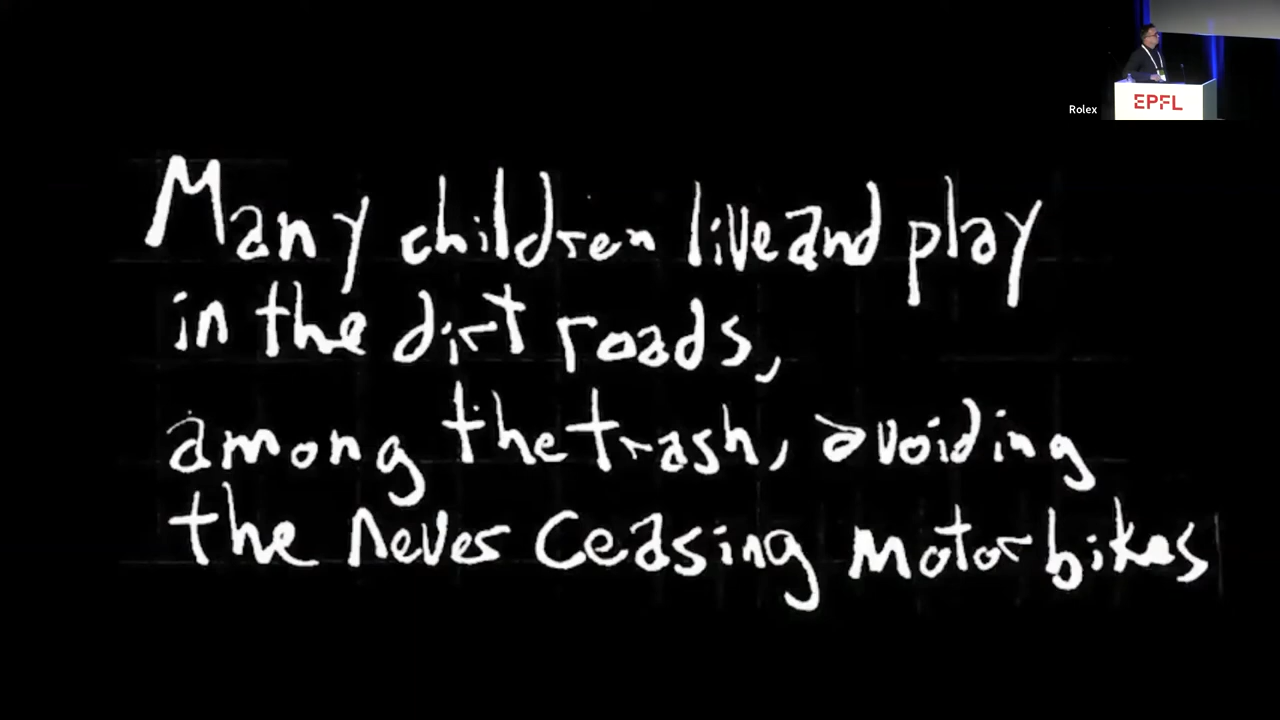 Rolex
EPFL
Many children live and play
in the dirt roads,
among the trash, avoiding
the never ceasing motorbikes